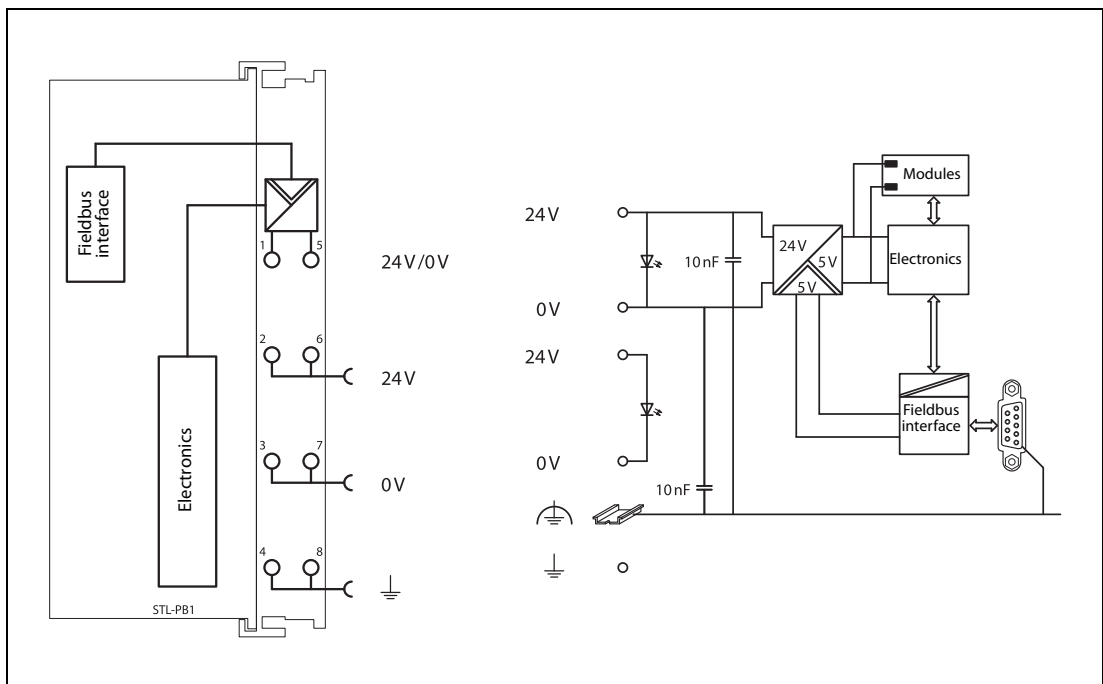 Fieldbus
interface
1
5
24V/0V
2
6
24V
Electronics
3
7
0V
4
8
STL-PB1
24V
0V
24V
0V
10nF
10nF
24V
5V
5V
Modules
Electronics
Fieldbus
interface